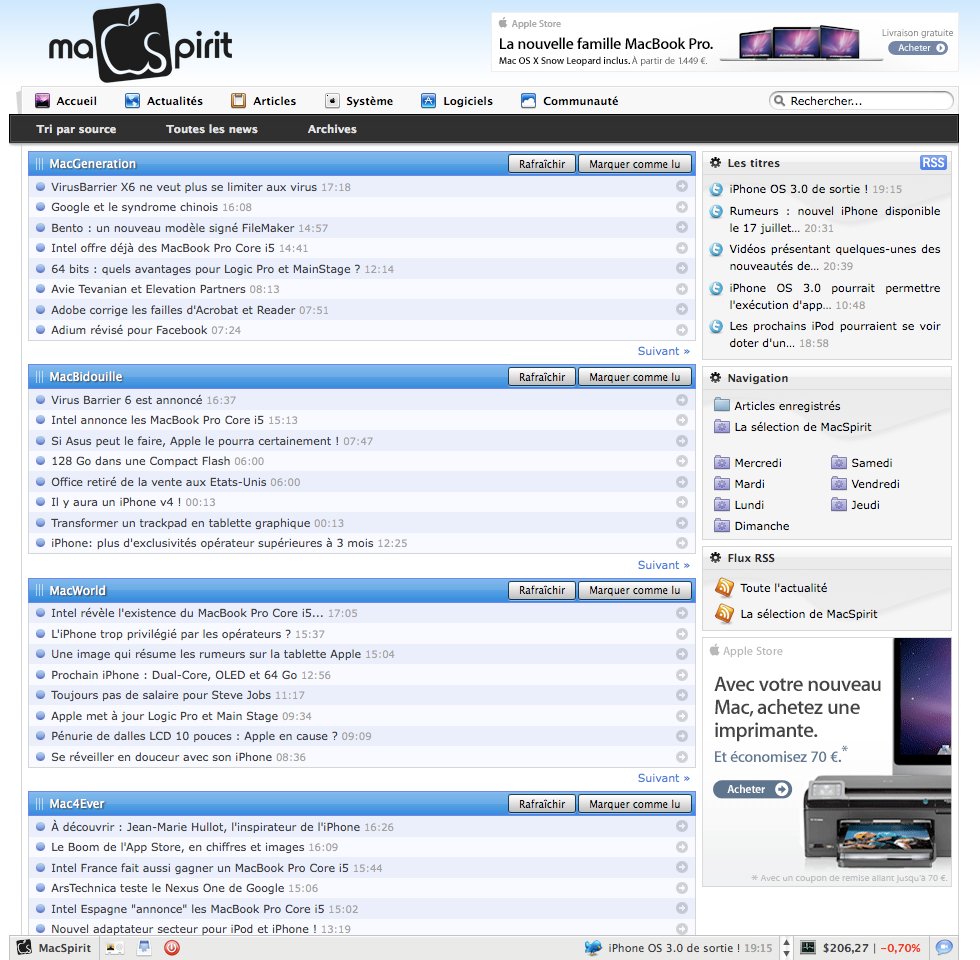 macSpirit
Apple Store
La nouvelle famille MacBook Pro.
Mac OS X Snow Leopard inclus. À partir de 1.449 €.
Livraison gratuite
Acheter
Accueil
Actualités
Articles
Système
Logiciels
Communauté
Rechercher...
Tri par source
Toutes les news
Archives
MacGeneration
Rafraîchir
Marquer comme lu
VirusBarrier X6 ne veut plus se limiter aux virus 17:18
Google et le syndrome chinois 16:08
Bento : un nouveau modèle signé FileMaker 14:57
Intel offre déjà des MacBook Pro Core i5 14:41
64 bits : quels avantages pour Logic Pro et MainStage ? 12:14
Avie Tevanian et Elevation Partners 08:13
Adobe corrige les failles d'Acrobat et Reader 07:51
Adium révisé pour Facebook 07:24
Suivant »
MacBidouille
Rafraîchir
Marquer comme lu
Virus Barrier 6 est annoncé 16:37
Intel annonce les MacBook Pro Core i5 15:13
Si Asus peut le faire, Apple le pourra certainement ! 07:47
128 Go dans une Compact Flash 06:00
Office retiré de la vente aux Etats-Unis 06:00
Il y aura un iPhone v4 ! 00:13
Transformer un trackpad en tablette graphique 00:13
iPhone: plus d'exclusivités opérateur supérieures à 3 mois 12:25
Suivant »
MacWorld
Rafraîchir
Marquer comme lu
Intel révèle l'existence du MacBook Pro Core i5... 17:05
L'iPhone trop privilégié par les opérateurs ? 15:37
Une image qui résume les rumeurs sur la tablette Apple 15:04
Prochain iPhone : Dual-Core, OLED et 64 Go 12:56
Toujours pas de salaire pour Steve Jobs 11:17
Apple met à jour Logic Pro et Main Stage 09:34
Pénurie de dalles LCD 10 pouces : Apple en cause ? 09:09
Se réveiller en douceur avec son iPhone 08:36
Suivant »
Mac4Ever
Rafraîchir
Marquer comme lu
À découvrir : Jean-Marie Hullot, l'inspirateur de l'iPhone 16:26
Le Boom de l'App Store, en chiffres et images 16:09
Intel France fait aussi gagner un MacBook Pro Core i5 15:44
ArsTechnica teste le Nexus One de Google 15:06
Intel Espagne "annonce" les MacBook Pro Core i5 15:02
Nouvel adaptateur secteur pour iPod et iPhone ! 13:19
Les titres
RSS
iPhone OS 3.0 de sortie ! 19:15
Rumeurs : nouvel iPhone disponible
le 17 juillet... 20:31
Vidéos présentant quelques-unes des
nouveautés de... 20:39
iPhone OS 3.0 pourrait permettre
l'exécution d'app... 10:48
Les prochains iPod pourraient se voir
doter d'un... 18:58
Navigation
Articles enregistrés
La sélection de MacSpirit
Mercredi
Samedi
Mardi
Vendredi
Lundi
Jeudi
Dimanche
Flux RSS
Toute l'actualité
La sélection de MacSpirit
Apple Store
Avec votre nouveau
Mac, achetez une
imprimante.
Et économisez 70 €.*
Acheter
* Avec un coupon de remise allant jusqu'à 70 €.
MacSpirit
iPhone OS 3.0 de sortie ! 19:15
$206,27 | -0,70%